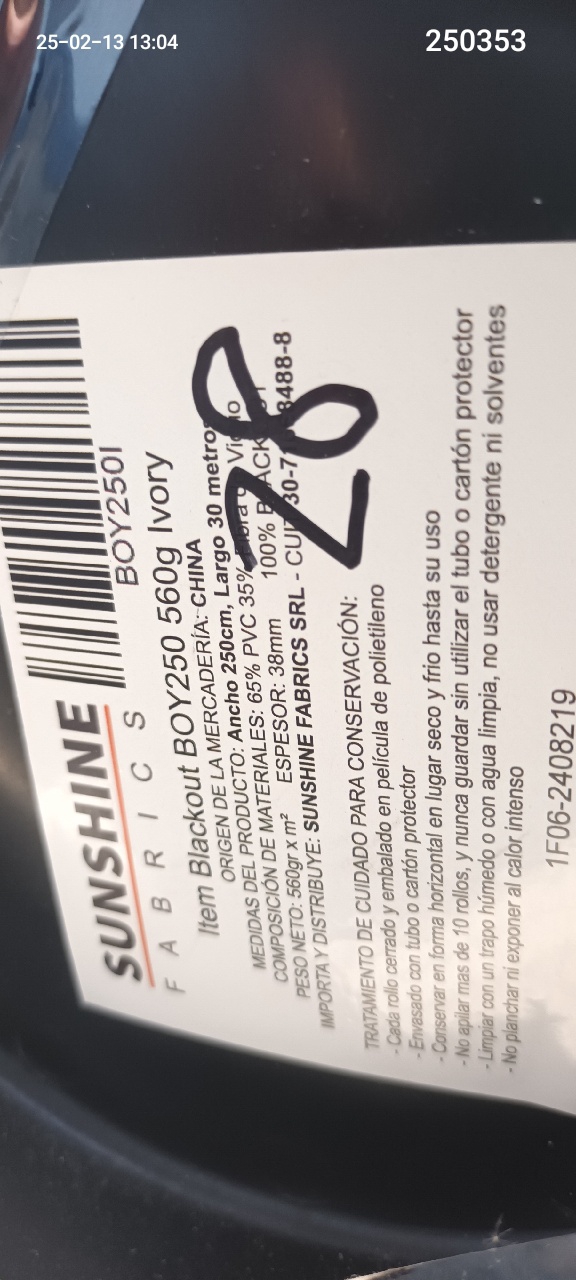 25-02-13 13:04
250353
SUNSHINE
FABRICS
BOY250I
Item Blackout BOY250 560g Ivory
ORIGEN DE LA MERCADERÍA: CHINA
MEDIDAS DEL PRODUCTO: Ancho 250cm, Largo 30 metros
COMPOSICIÓN DE MATERIALES: 65% PVC 35%
PESO NETO: 560gr x m² ESPESOR: 38mm 100%
IMPORTA Y DISTRIBUYE: SUNSHINE FABRICS SRL - CUIT
28
TRATAMIENTO DE CUIDADO PARA CONSERVACIÓN:
- Cada rollo cerrado y embalado en película de polietileno
- Envasado con tubo o cartón protector
- Conservar en forma horizontal en lugar seco y frio hasta su uso
- No apilar mas de 10 rollos, y nunca guardar sin utilizar el tubo o cartón protector
- Limpiar con un trapo húmedo o con agua limpia, no usar detergente ni solventes
- No planchar ni exponer al calor intenso
1F06-2408219